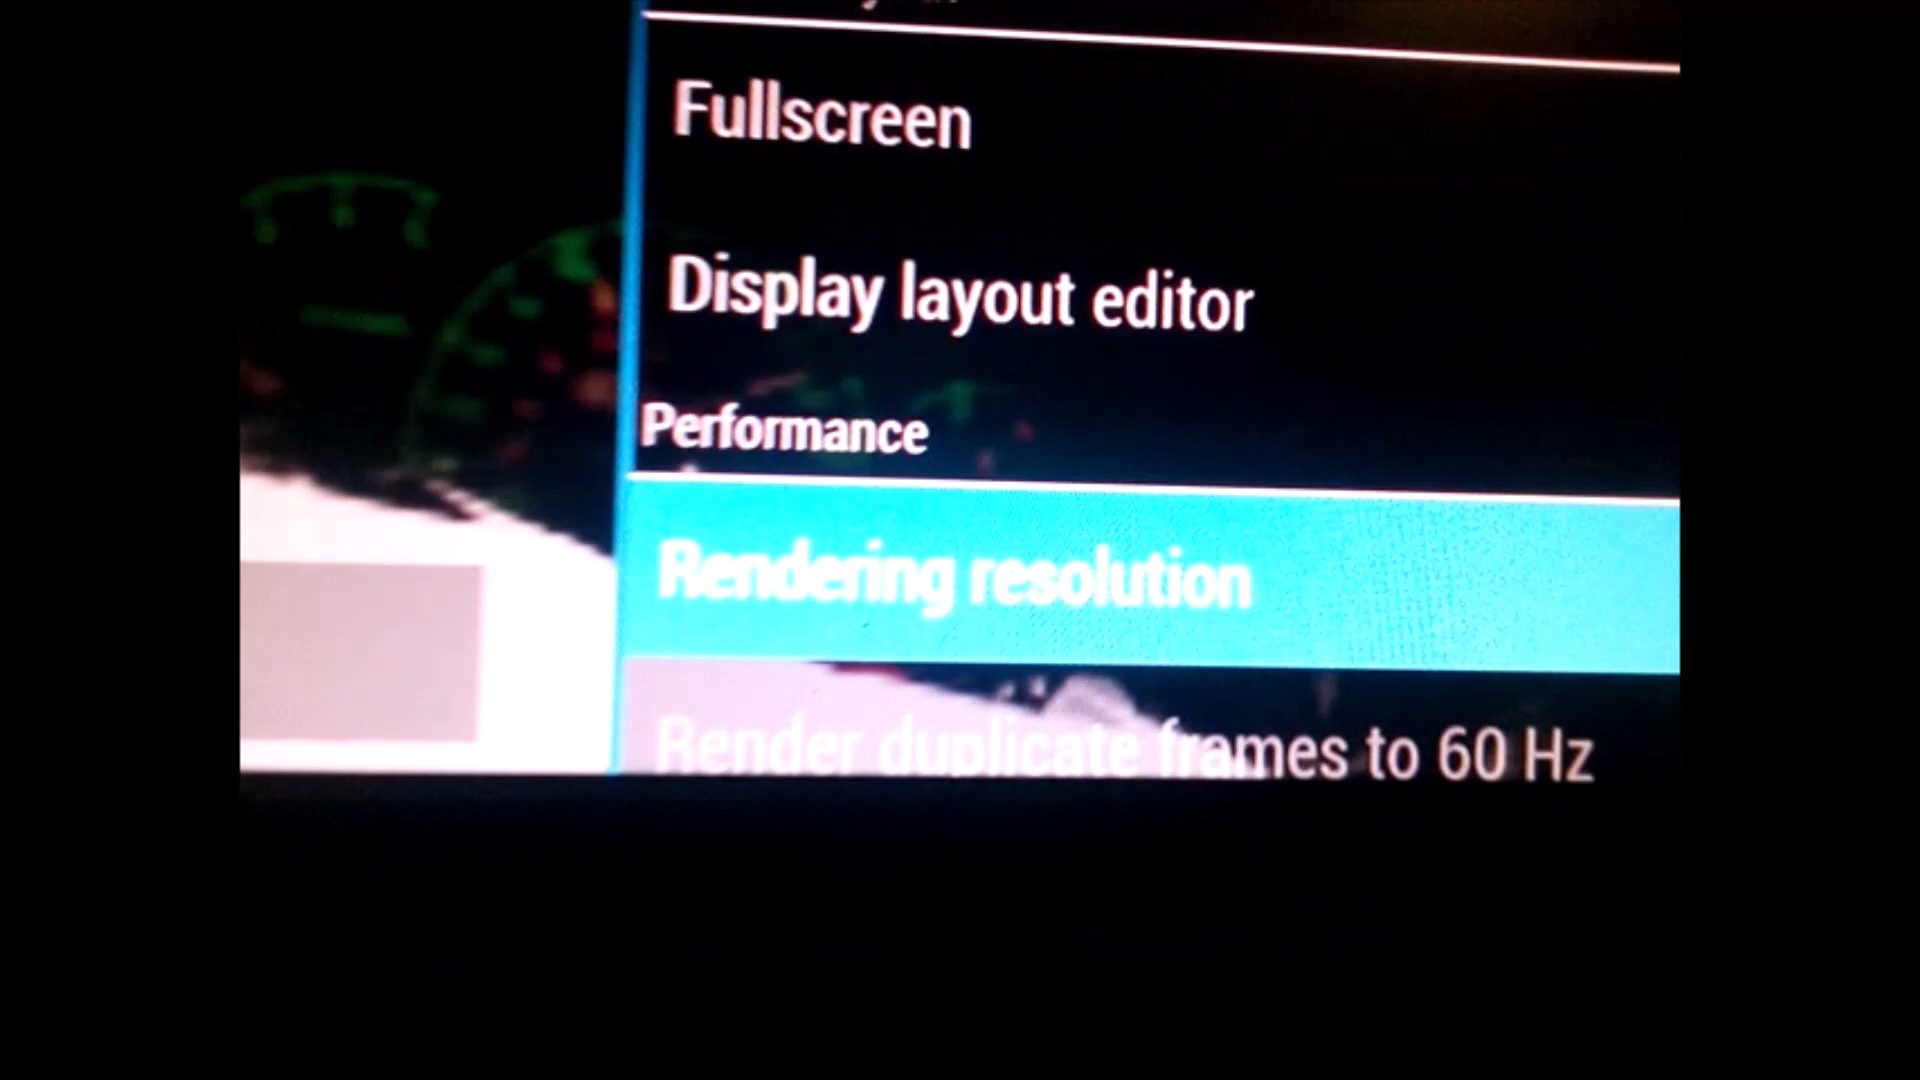 Fullscreen
Display layout editor
Performance
Rendering resolution
Render duplicate frames to 60 Hz